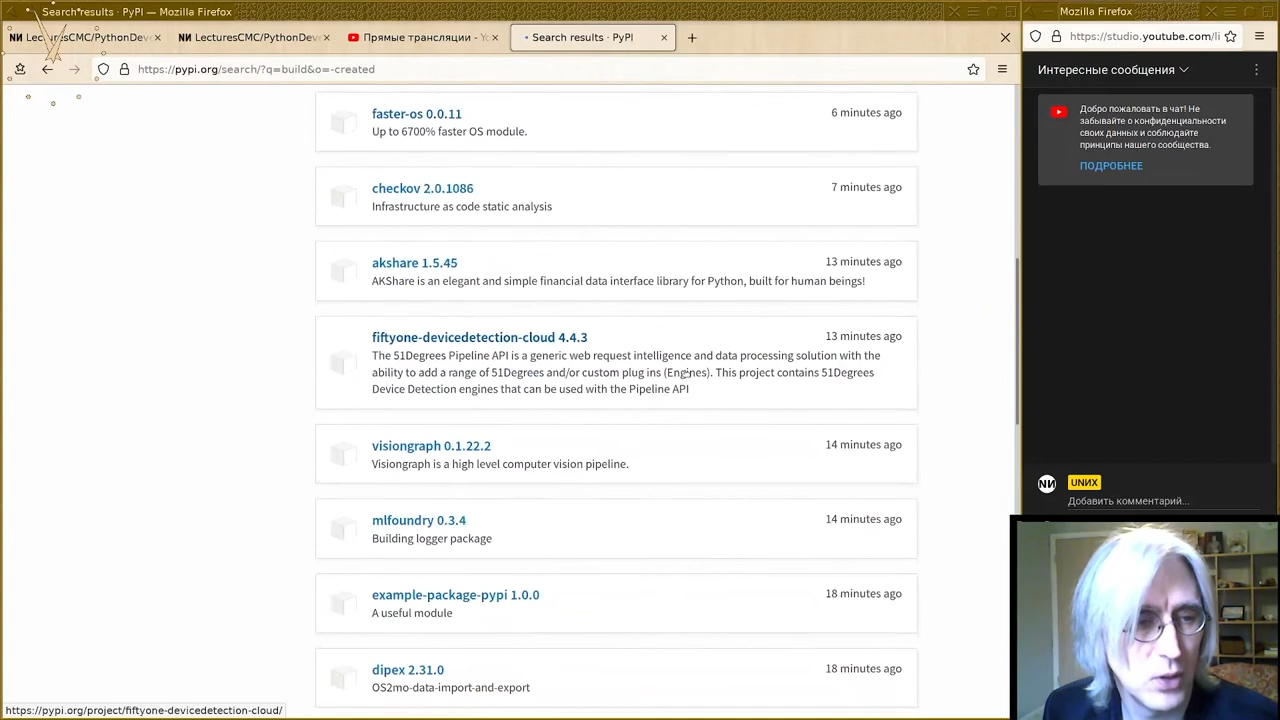 Search results · PyPI — Mozilla Firefox
Mozilla Firefox
LecturesCMC/PythonDev
LecturesCMC/PythonDev
Прямые трансляции - Yo
Search results · PyPI
https://studio.youtube.com/li
https://pypi.org/search/?q=build&o=-created
Интересные сообщения
faster-os 0.0.11
6 minutes ago
Up to 6700% faster OS module.
checkov 2.0.1086
7 minutes ago
Infrastructure as code static analysis
akshare 1.5.45
13 minutes ago
AKShare is an elegant and simple financial data interface library for Python, built for human beings!
fiftyone-devicedetection-cloud 4.4.3
13 minutes ago
The 51Degrees Pipeline API is a generic web request intelligence and data processing solution with the
ability to add a range of 51Degrees and/or custom plug ins (Engines). This project contains 51Degrees
Device Detection engines that can be used with the Pipeline API
visiongraph 0.1.22.2
14 minutes ago
Visiongraph is a high level computer vision pipeline.
mlfoundry 0.3.4
14 minutes ago
Building logger package
example-package-pypi 1.0.0
18 minutes ago
A useful module
dipex 2.31.0
18 minutes ago
OS2mo-data-import-and-export
https://pypi.org/project/fiftyone-devicedetection-cloud/
Добро пожаловать в чат! Не
забывайте о конфиденциальности
своих данных и соблюдайте
принципы нашего сообщества.
ПОДРОБНЕЕ
UNИX
Добавить комментарий...